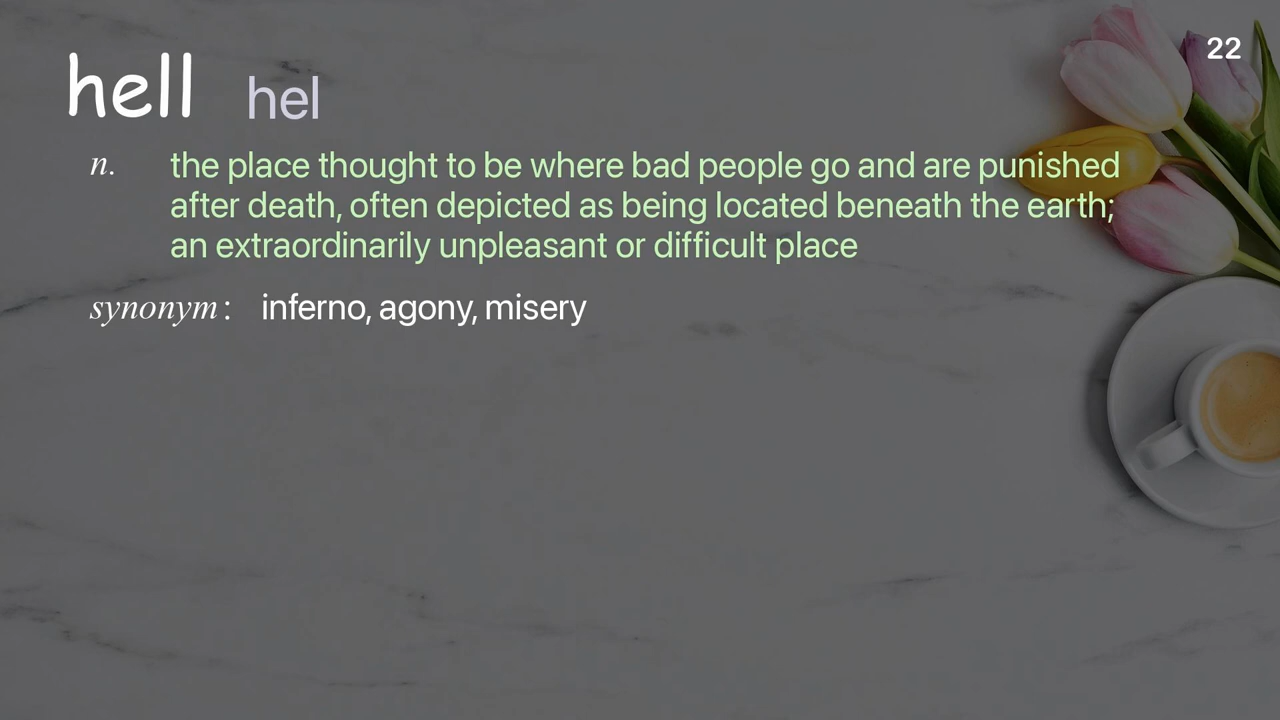 22
hell hel
n. the place thought to be where bad people go and are punished
after death, often depicted as being located beneath the earth;
an extraordinarily unpleasant or difficult place
synonym: inferno, agony, misery